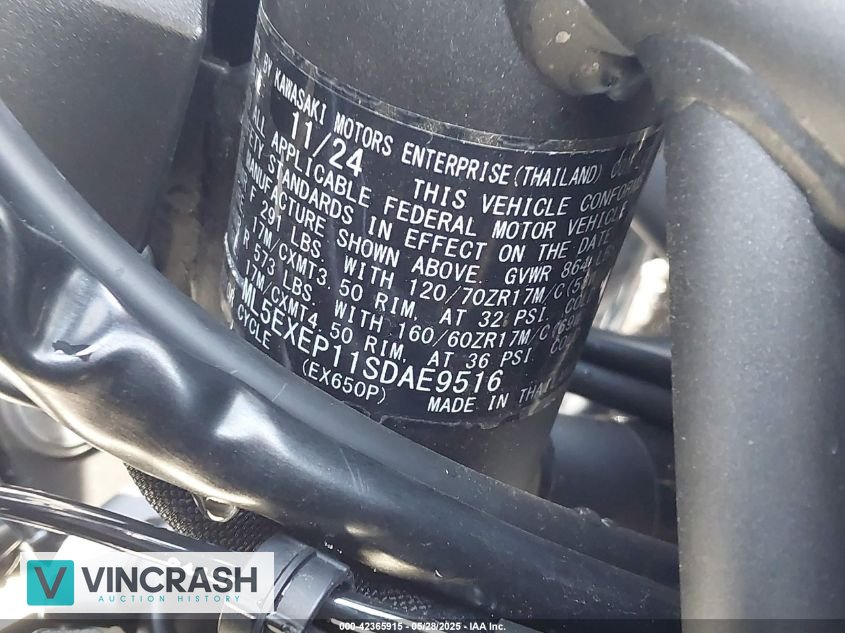 BY KAWASAKI MOTORS ENTERPRISE (THAILAND)
11/24 THIS VEHICLE
ALL APPLICABLE FEDERAL MOTOR VEHICLE
STANDARDS IN EFFECT ON THE DATE
MANUFACTURE SHOWN ABOVE. GVWR 864 LB
F 291 LBS. WITH 120/70ZR17M/C
17M/CXMT3.50 RIM, AT 32 PSI.
R 573 LBS. WITH 160/60ZR17M/C
17M/CXMT4.50 RIM, AT 36 PSI.
ML5EXEP11SDAE9516
CYCLE (EX650P) MADE IN
V VINCRASH
AUCTION HISTORY
000-42365915 - 05/28/2025 - IAA Inc.